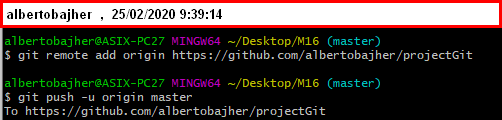 albertobajher , 25/02/2020 9:39:14
albertobajher@ASIX-PC27 MINGW64 ~/Desktop/M16 (master)
$ git remote add origin https://github.com/albertobajher/projectGit
albertobajher@ASIX-PC27 MINGW64 ~/Desktop/M16 (master)
$ git push -u origin master
To https://github.com/albertobajher/projectGit